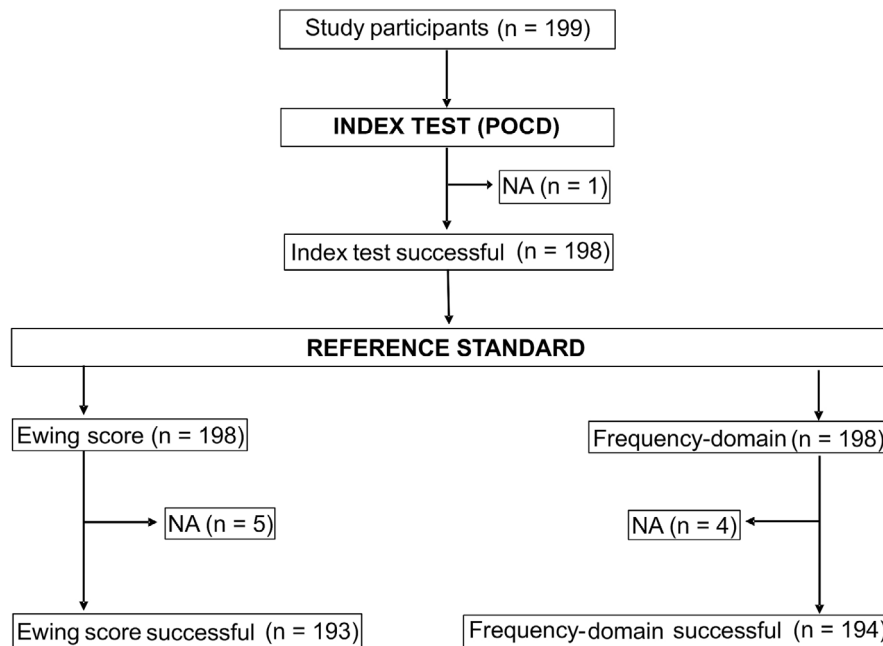 Study participants (n = 199)
INDEX TEST (POCD)
NA (n = 1)
Index test successful (n = 198)
REFERENCE STANDARD
Ewing score (n = 198)
Frequency-domain (n = 198)
NA (n = 5)
NA (n = 4)
Ewing score successful (n = 193)
Frequency-domain successful (n = 194)